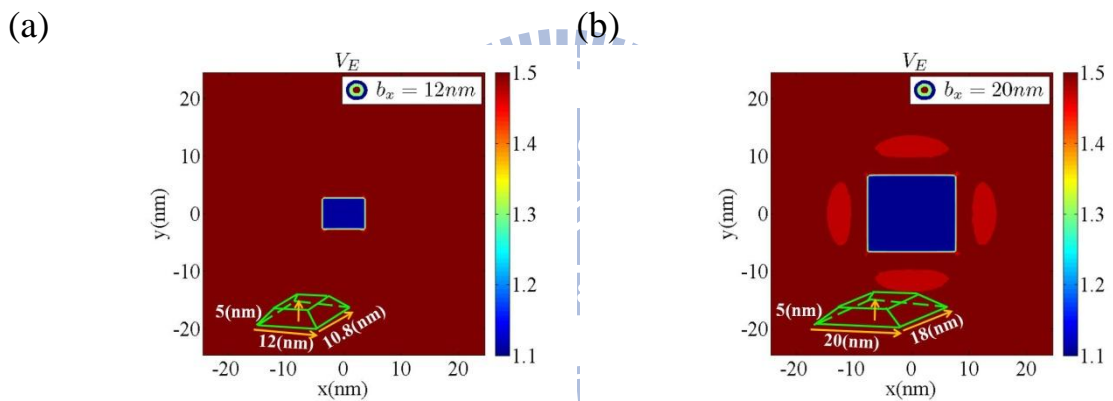 (a)
V_E
b_x = 12nm
20
10
0
-10
-20
y(nm)
5(nm)
12(nm)
10.8(nm)
-20 -10 0 10 20
x(nm)
1.5
1.4
1.3
1.2
1.1
(b)
V_E
b_x = 20nm
20
10
0
-10
-20
y(nm)
5(nm)
20(nm)
18(nm)
-20 -10 0 10 20
x(nm)
1.5
1.4
1.3
1.2
1.1